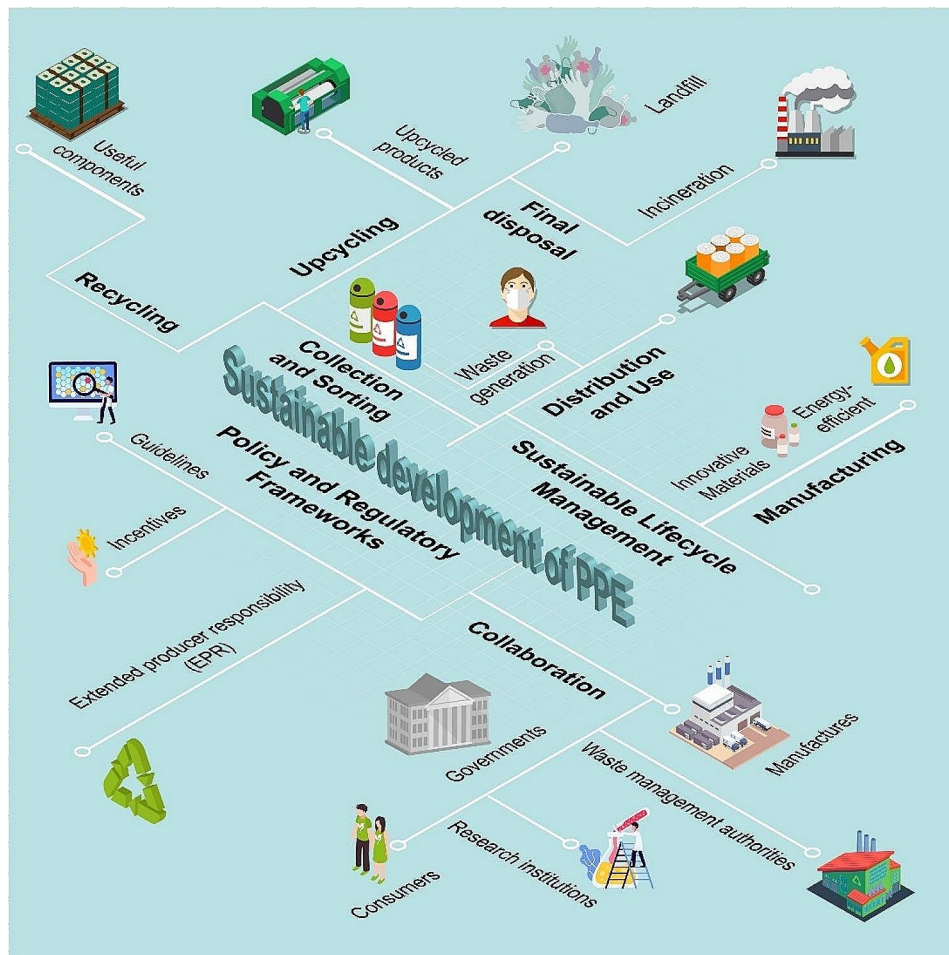 Useful
components
Upcycled
products
Landfill
Incineration
Final
disposal
Upcycling
Recycling
Collection
and Sorting
Waste
generation
Distribution
and Use
Energy-
efficient
Innovative
Materials
Manufacturing
Sustainable Lifecycle
Management
Sustainable development of PPE
Policy and Regulatory
Frameworks
Guidelines
Incentives
Extended producer responsibility
(EPR)
Collaboration
Governments
Manufactures
Waste management authorities
Research institutions
Consumers